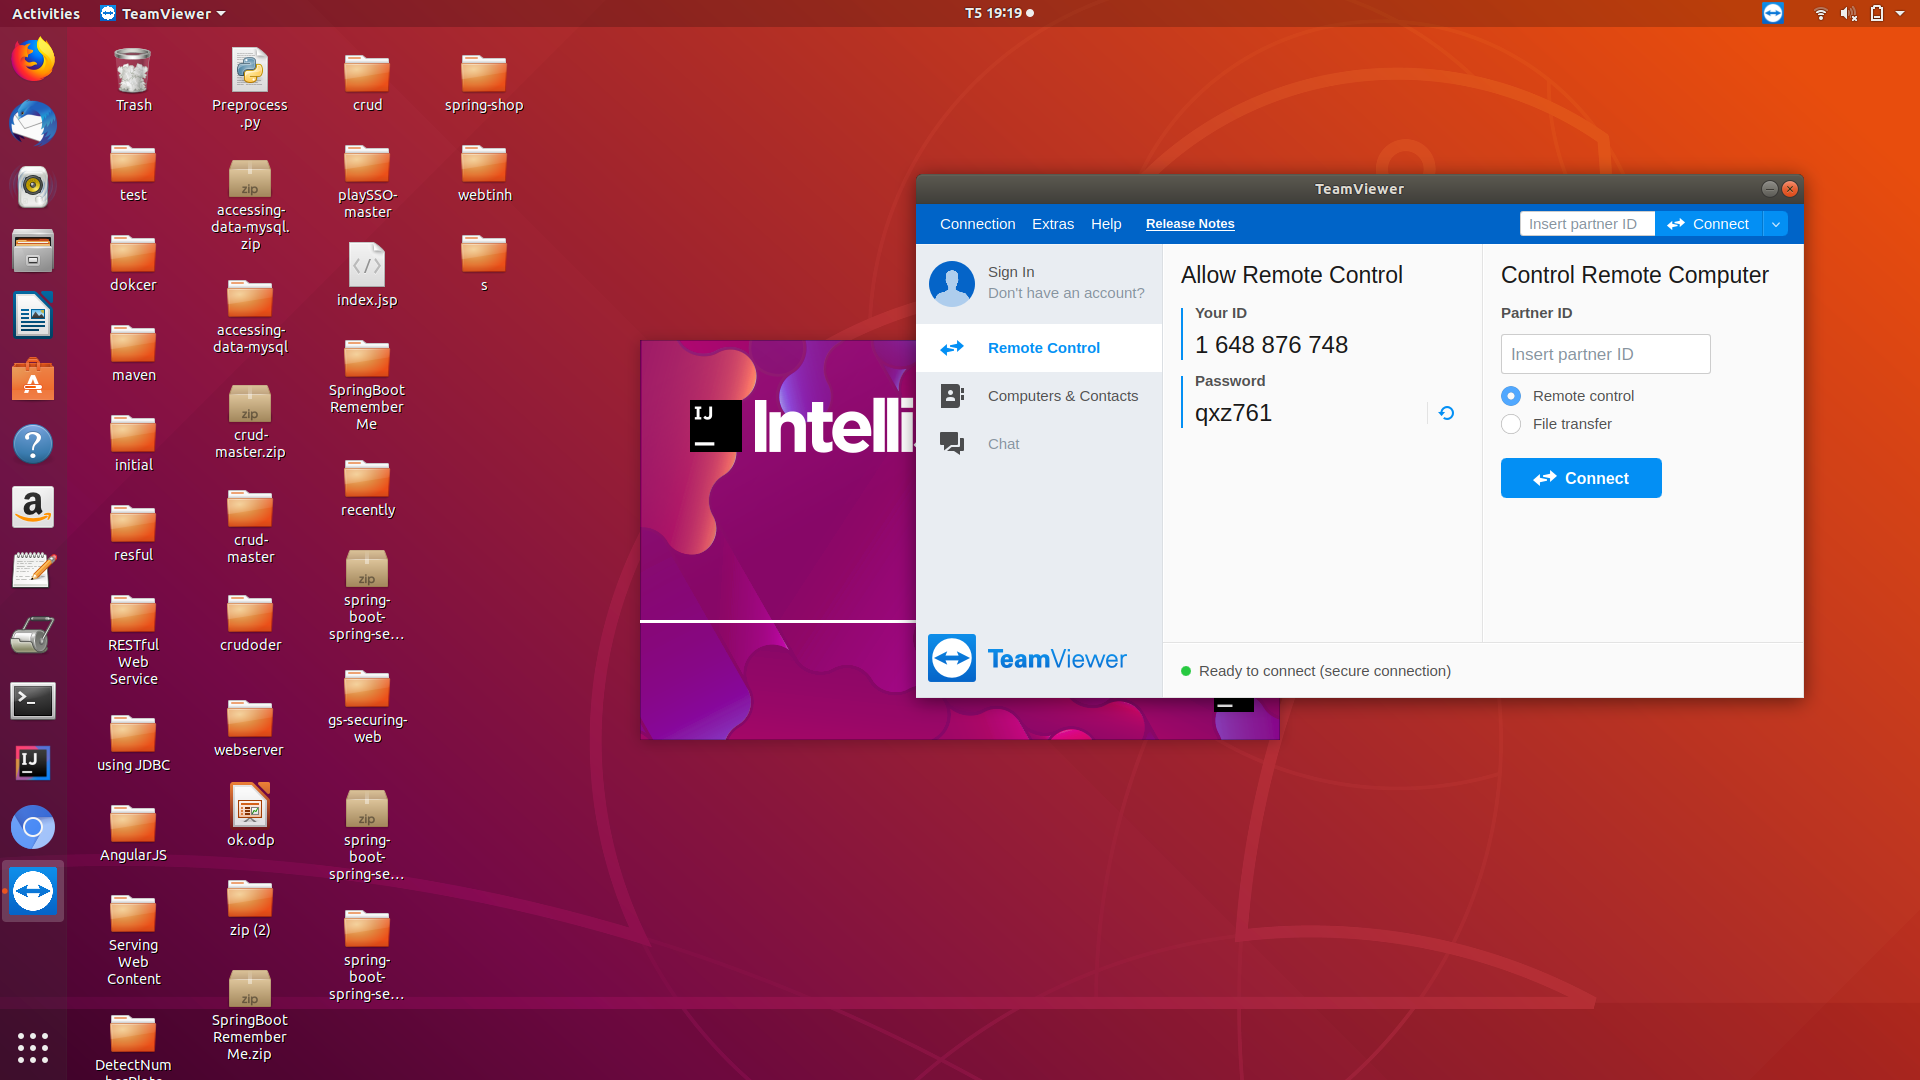 Activities
TeamViewer
T5 19:19
Trash
test
dokcer
maven
initial
resful
RESTful
Web
Service
using JDBC
AngularJS
Serving
Web
Content
DetectNum
Preprocess
.py
zip
accessing-
data-mysql.
zip
accessing-
data-mysql
zip
crud-
master.zip
crud-
master
crudoder
webserver
ok.odp
zip (2)
zip
SpringBoot
Remember
Me.zip
crud
playSSO-
master
</>
index.jsp
SpringBoot
Remember
Me
recently
zip
spring-
boot-
spring-se...
gs-securing-
web
zip
spring-
boot-
spring-se...
spring-
boot-
spring-se...
spring-shop
webtinh
s
IJ
TeamViewer
Connection
Extras
Help
Release Notes
Insert partner ID
Connect
Sign In
Don't have an account?
Remote Control
Computers & Contacts
Chat
TeamViewer
Allow Remote Control
Your ID
1 648 876 748
Password
qxz761
Control Remote Computer
Partner ID
Insert partner ID
Remote control
File transfer
Connect
Ready to connect (secure connection)
IJ
a
>_